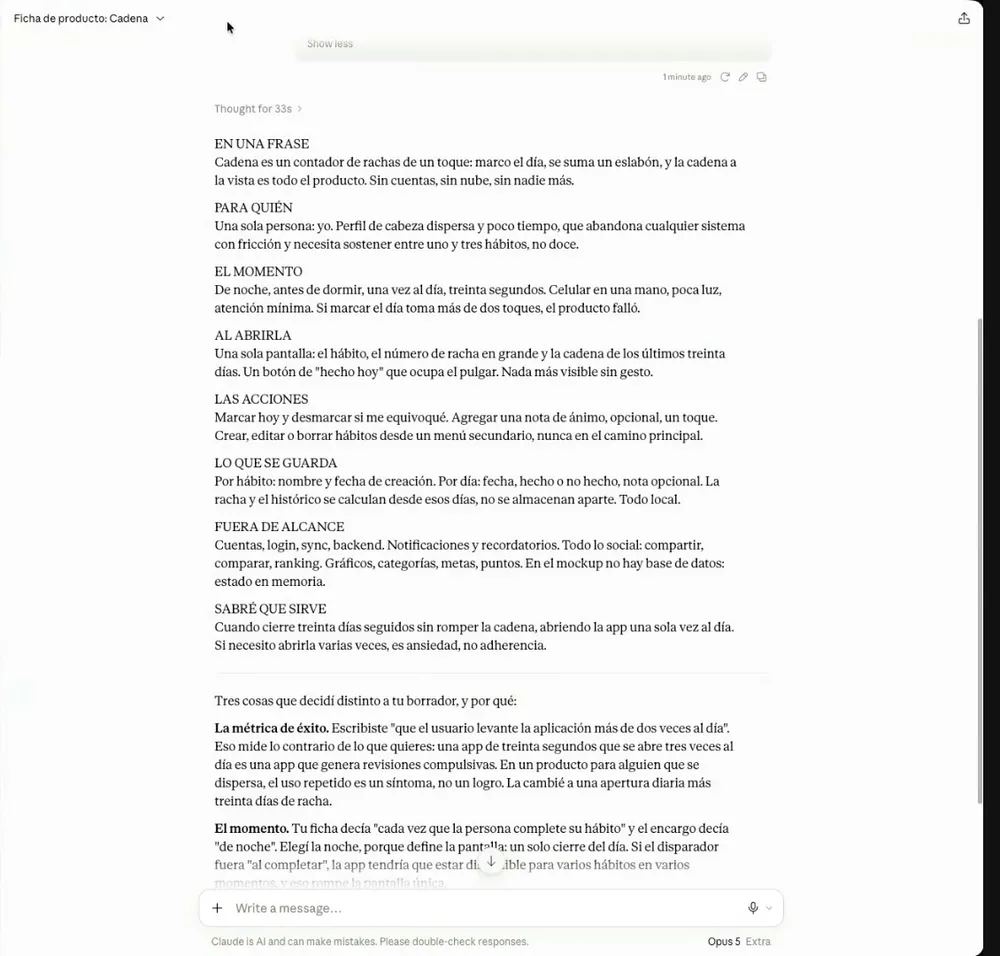 Ficha de producto: Cadena
Show less
1 minute ago
Thought for 33s
EN UNA FRASE
Cadena es un contador de rachas de un toque: marco el día, se suma un eslabón, y la cadena a
la vista es todo el producto. Sin cuentas, sin nube, sin nadie más.
PARA QUIÉN
Una sola persona: yo. Perfil de cabeza dispersa y poco tiempo, que abandona cualquier sistema
con fricción y necesita sostener entre uno y tres hábitos, no doce.
EL MOMENTO
De noche, antes de dormir, una vez al día, treinta segundos. Celular en una mano, poca luz,
atención mínima. Si marcar el día toma más de dos toques, el producto falló.
AL ABRIRLA
Una sola pantalla: el hábito, el número de racha en grande y la cadena de los últimos treinta
días. Un botón de "hecho hoy" que ocupa el pulgar. Nada más visible sin gesto.
LAS ACCIONES
Marcar hoy y desmarcar si me equivoqué. Agregar una nota de ánimo, opcional, un toque.
Crear, editar o borrar hábitos desde un menú secundario, nunca en el camino principal.
LO QUE SE GUARDA
Por hábito: nombre y fecha de creación. Por día: fecha, hecho o no hecho, nota opcional. La
racha y el histórico se calculan desde esos días, no se almacenan aparte. Todo local.
FUERA DE ALCANCE
Cuentas, login, sync, backend. Notificaciones y recordatorios. Todo lo social: compartir,
comparar, ranking. Gráficos, categorías, metas, puntos. En el mockup no hay base de datos:
estado en memoria.
SABRÉ QUE SIRVE
Cuando cierre treinta días seguidos sin romper la cadena, abriendo la app una sola vez al día.
Si necesito abrirla varias veces, es ansiedad, no adherencia.
Tres cosas que decidí distinto a tu borrador, y por qué:
La métrica de éxito. Escribiste "que el usuario levante la aplicación más de dos veces al día".
Eso mide lo contrario de lo que quieres: una app de treinta segundos que se abre tres veces al
día es una app que genera revisiones compulsivas. En un producto para alguien que se
dispersa, el uso repetido es un síntoma, no un logro. La cambié a una apertura diaria más
treinta días de racha.
El momento. Tu ficha decía "cada vez que la persona complete su hábito" y el encargo decía
"de noche". Elegí la noche, porque define la pantalla: un solo cierre del día. Si el disparador
fuera "al completar", la app tendría que estar para varios hábitos en varios
momentos, y eso rompe la pantalla única.
Write a message...
Claude is AI and can make mistakes. Please double-check responses.
Opus 5 Extra